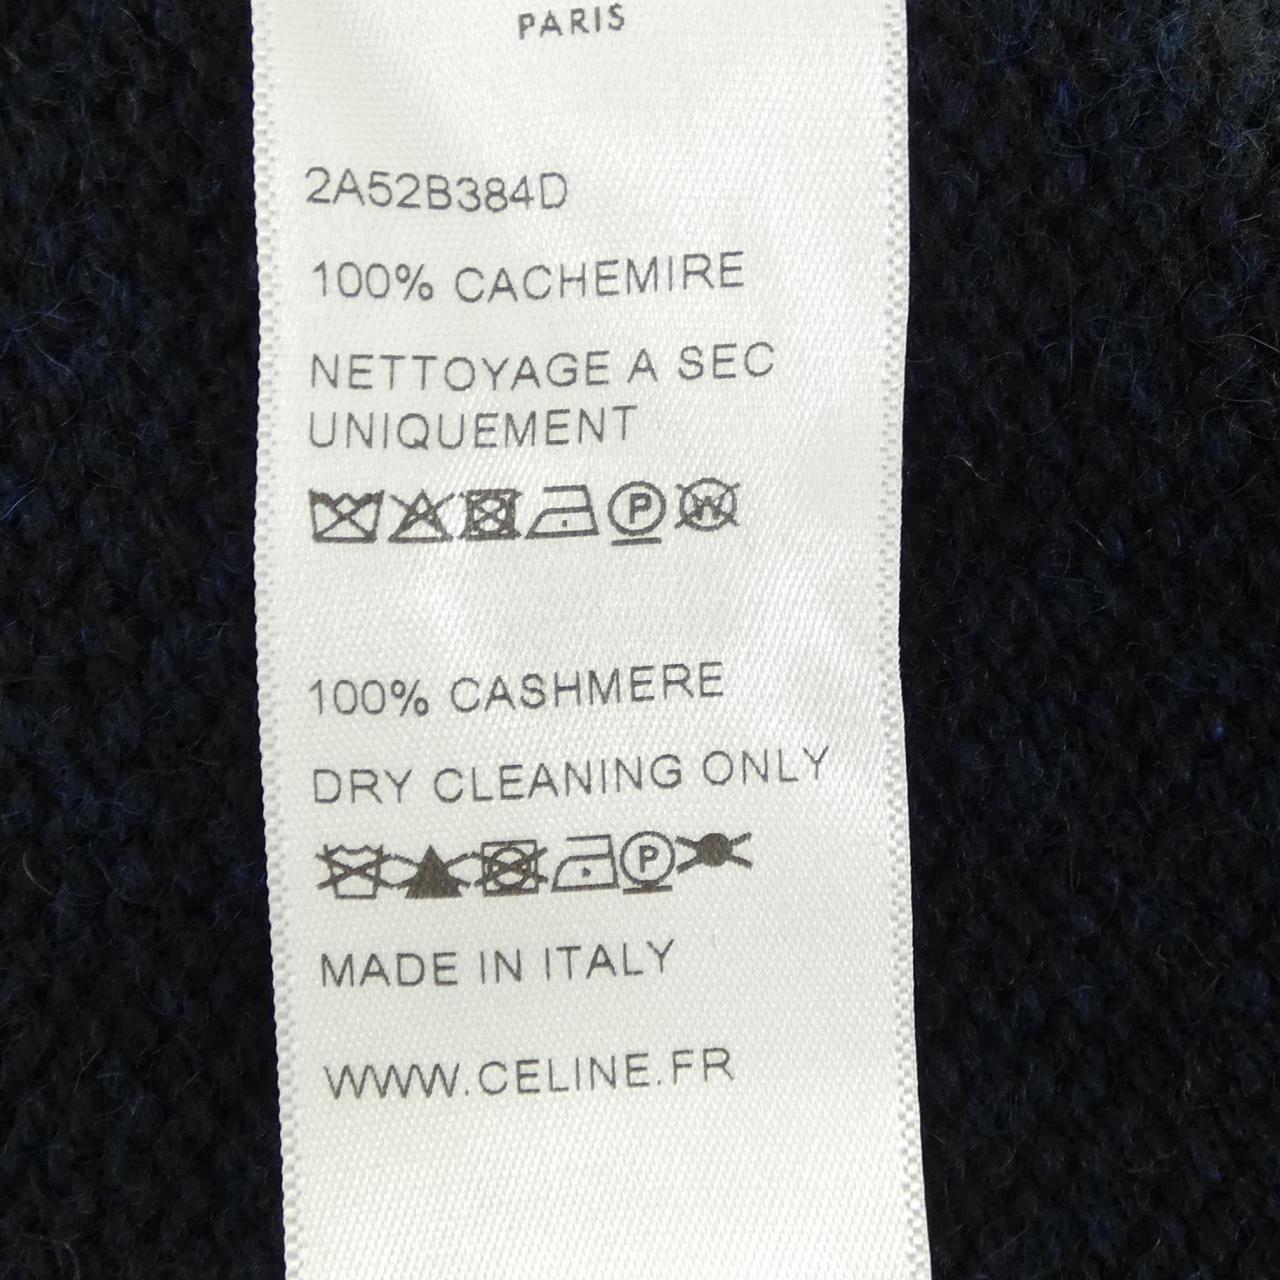 PARIS
2A52B384D
100% CACHEMIRE
NETTOYAGE A SEC
UNIQUEMENT
P W
100% CASHMERE
DRY CLEANING ONLY
P
MADE IN ITALY
WWW.CELINE.FR